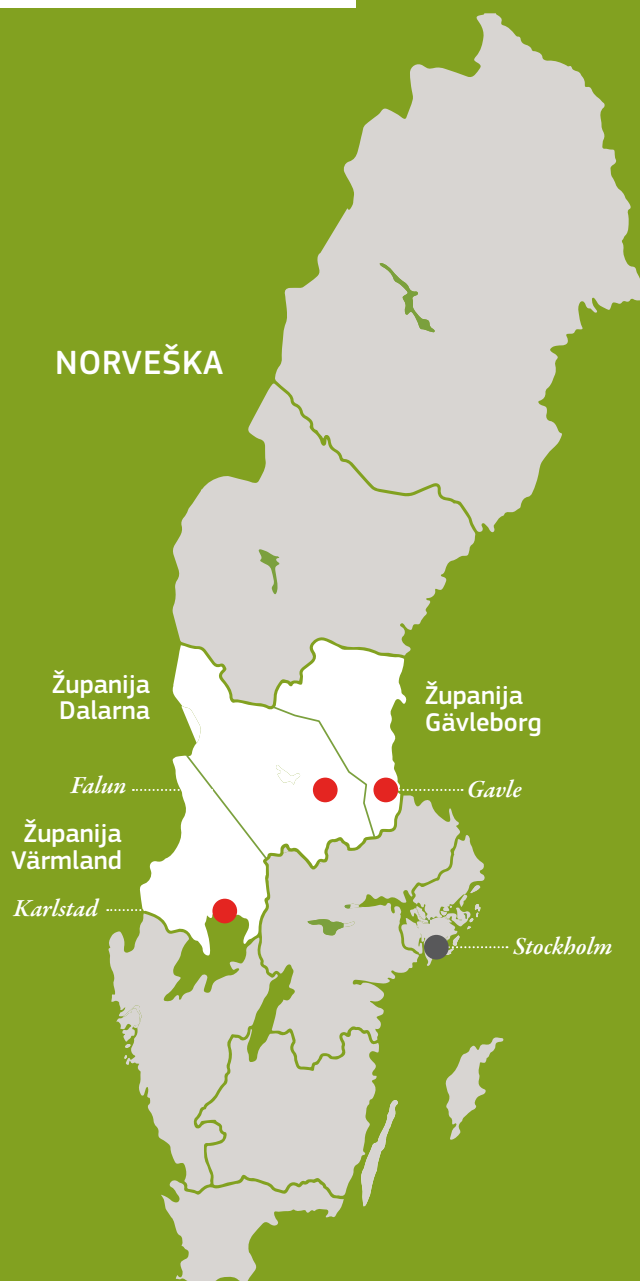 NORVEŠKA
Županija
Dalarna
Županija
Gävleborg
Falun
Gavle
Županija
Värmland
Karlstad
Stockholm